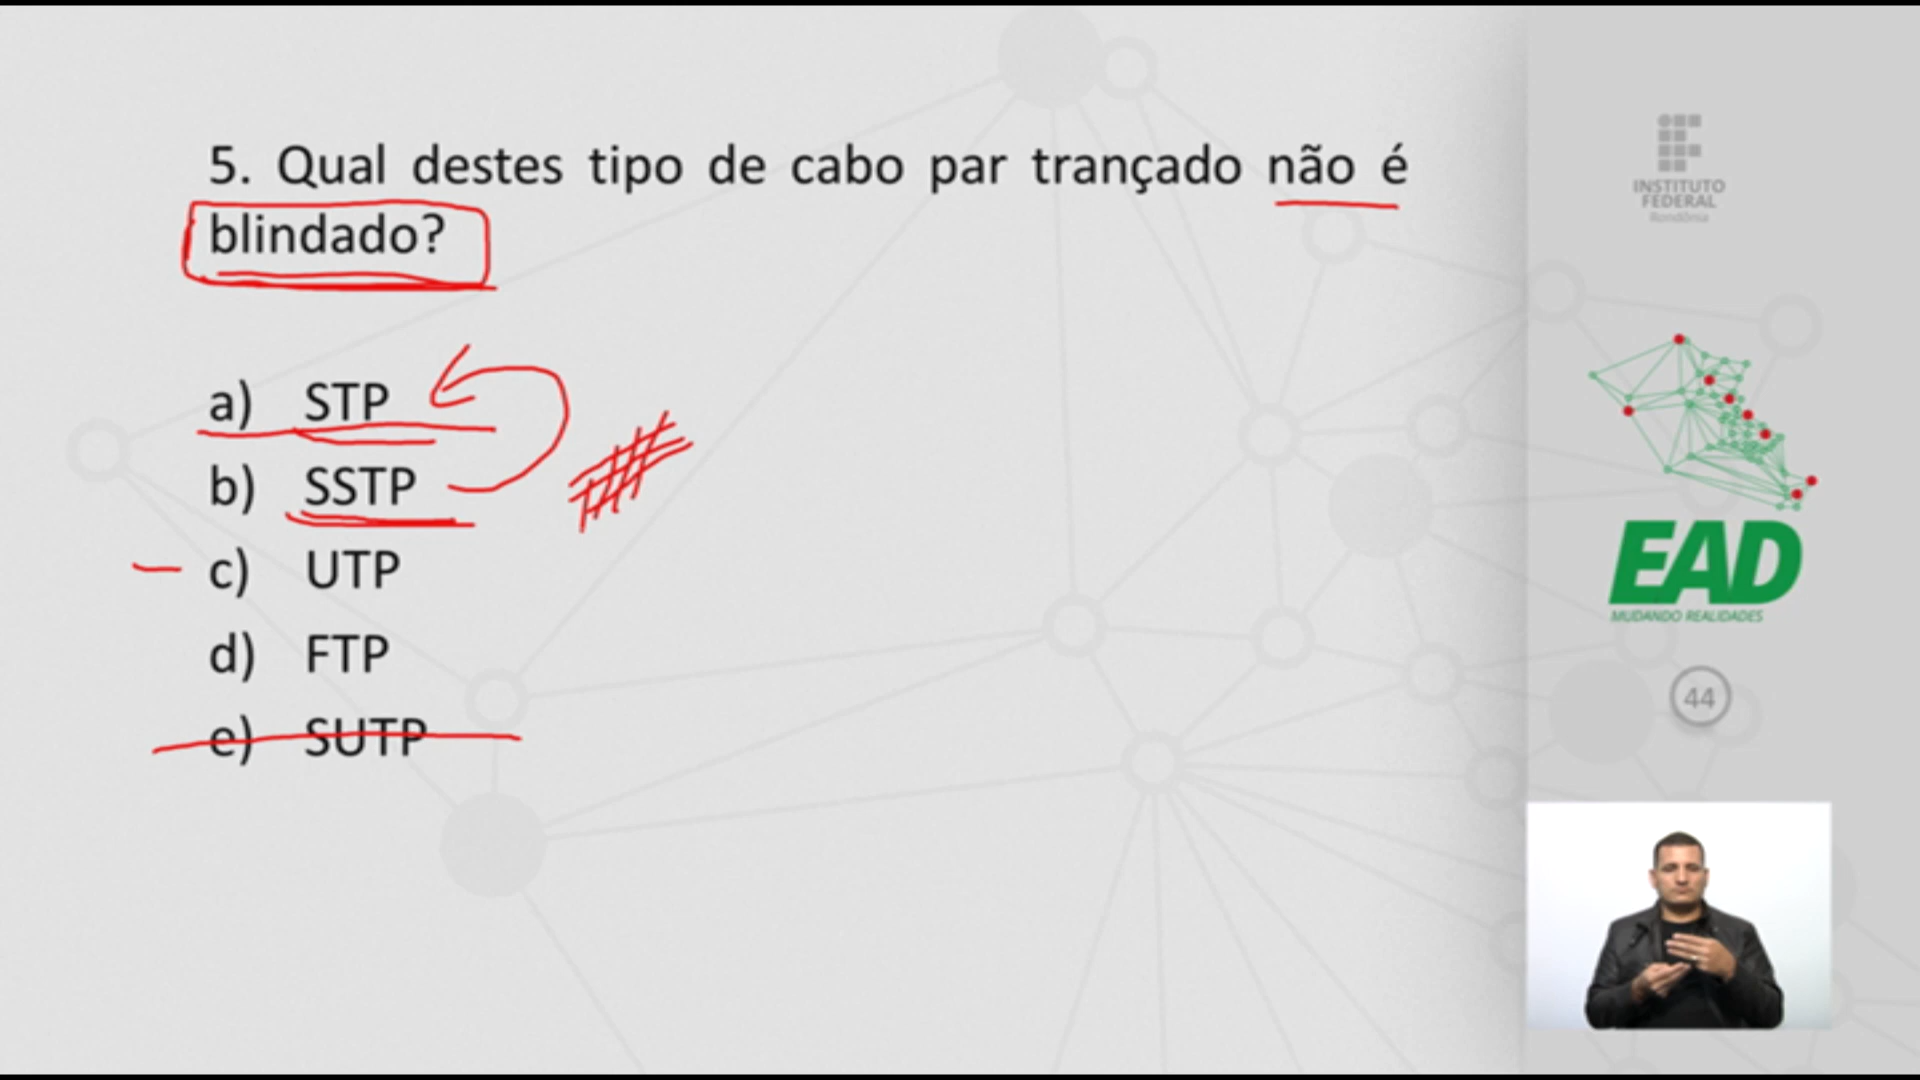 5. Qual destes tipo de cabo par trançado não é
blindado?
a) STP
b) SSTP
c) UTP
d) FTP
e) SUTP
INSTITUTO
FEDERAL
Rondônia
EAD
MUDANDO REALIDADES
44